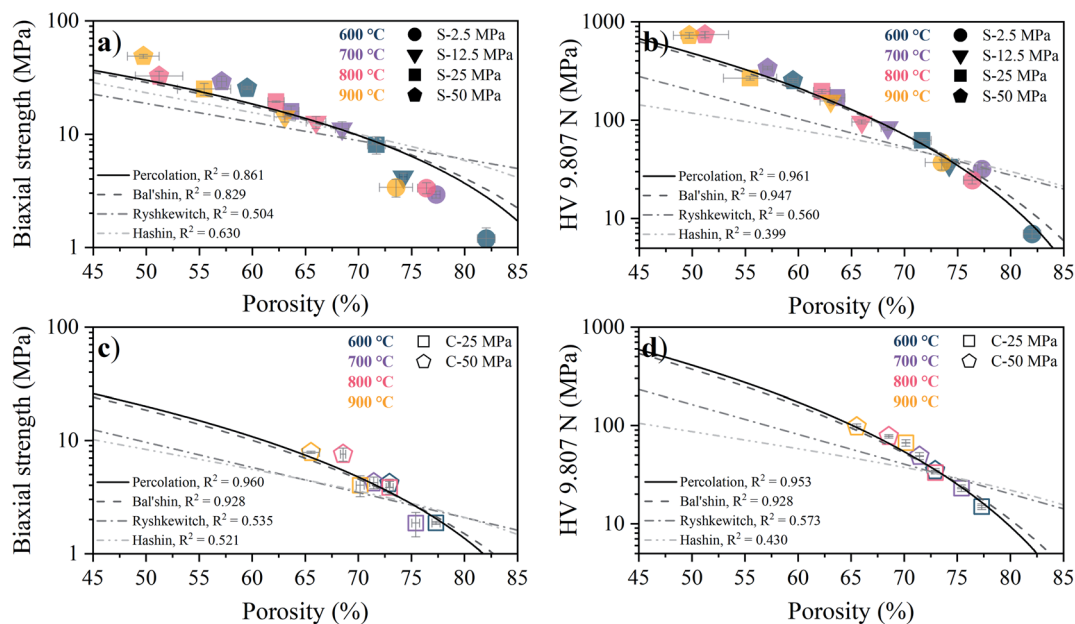 a)
Biaxial strength (MPa)
100
10
1
600 °C
700 °C
800 °C
900 °C
S-2.5 MPa
S-12.5 MPa
S-25 MPa
S-50 MPa
Percolation, R² = 0.861
Bal'shin, R² = 0.829
Ryshkewitch, R² = 0.504
Hashin, R² = 0.630
45 50 55 60 65 70 75 80 85
Porosity (%)
b)
HV 9.807 N (MPa)
1000
100
10
600 °C
700 °C
800 °C
900 °C
S-2.5 MPa
S-12.5 MPa
S-25 MPa
S-50 MPa
Percolation, R² = 0.961
Bal'shin, R² = 0.947
Ryshkewitch, R² = 0.560
Hashin, R² = 0.399
45 50 55 60 65 70 75 80 85
Porosity (%)
c)
Biaxial strength (MPa)
100
10
1
600 °C
700 °C
800 °C
900 °C
C-25 MPa
C-50 MPa
Percolation, R² = 0.960
Bal'shin, R² = 0.928
Ryshkewitch, R² = 0.535
Hashin, R² = 0.521
45 50 55 60 65 70 75 80 85
Porosity (%)
d)
HV 9.807 N (MPa)
1000
100
10
600 °C
700 °C
800 °C
900 °C
C-25 MPa
C-50 MPa
Percolation, R² = 0.953
Bal'shin, R² = 0.928
Ryshkewitch, R² = 0.573
Hashin, R² = 0.430
45 50 55 60 65 70 75 80 85
Porosity (%)